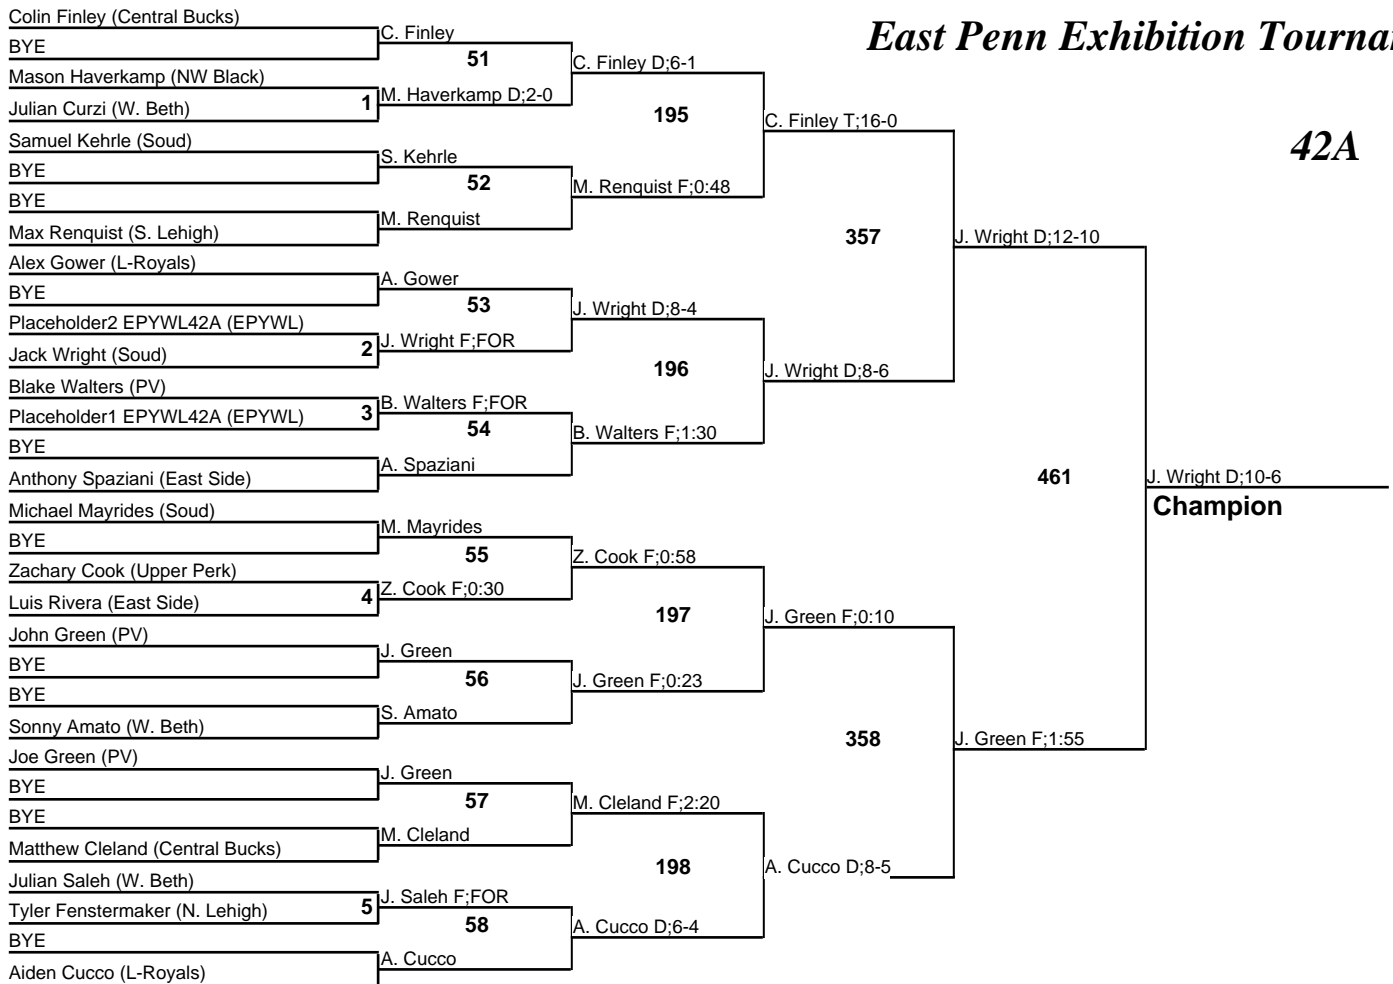 East Penn Exhibition Tourna
42A
Colin Finley (Central Bucks)
BYE
Mason Haverkamp (NW Black)
Julian Curzi (W. Beth)
Samuel Kehrle (Soud)
BYE
BYE
Max Renquist (S. Lehigh)
Alex Gower (L-Royals)
BYE
Placeholder2 EPYWL42A (EPYWL)
Jack Wright (Soud)
Blake Walters (PV)
Placeholder1 EPYWL42A (EPYWL)
BYE
Anthony Spaziani (East Side)
Michael Mayrides (Soud)
BYE
Zachary Cook (Upper Perk)
Luis Rivera (East Side)
John Green (PV)
BYE
BYE
Sonny Amato (W. Beth)
Joe Green (PV)
BYE
BYE
Matthew Cleland (Central Bucks)
Julian Saleh (W. Beth)
Tyler Fenstermaker (N. Lehigh)
BYE
Aiden Cucco (L-Royals)
1
2
3
4
5
C. Finley
51
M. Haverkamp D;2-0
S. Kehrle
52
M. Renquist
A. Gower
53
J. Wright F;FOR
B. Walters F;FOR
54
A. Spaziani
M. Mayrides
55
Z. Cook F;0:30
J. Green
56
S. Amato
J. Green
57
M. Cleland
J. Saleh F;FOR
58
A. Cucco
C. Finley D;6-1
195
M. Renquist F;0:48
J. Wright D;8-4
196
B. Walters F;1:30
Z. Cook F;0:58
197
J. Green F;0:23
M. Cleland F;2:20
198
A. Cucco D;6-4
C. Finley T;16-0
357
J. Wright D;8-6
J. Green F;0:10
358
A. Cucco D;8-5
J. Wright D;12-10
461
J. Green F;1:55
J. Wright D;10-6
Champion